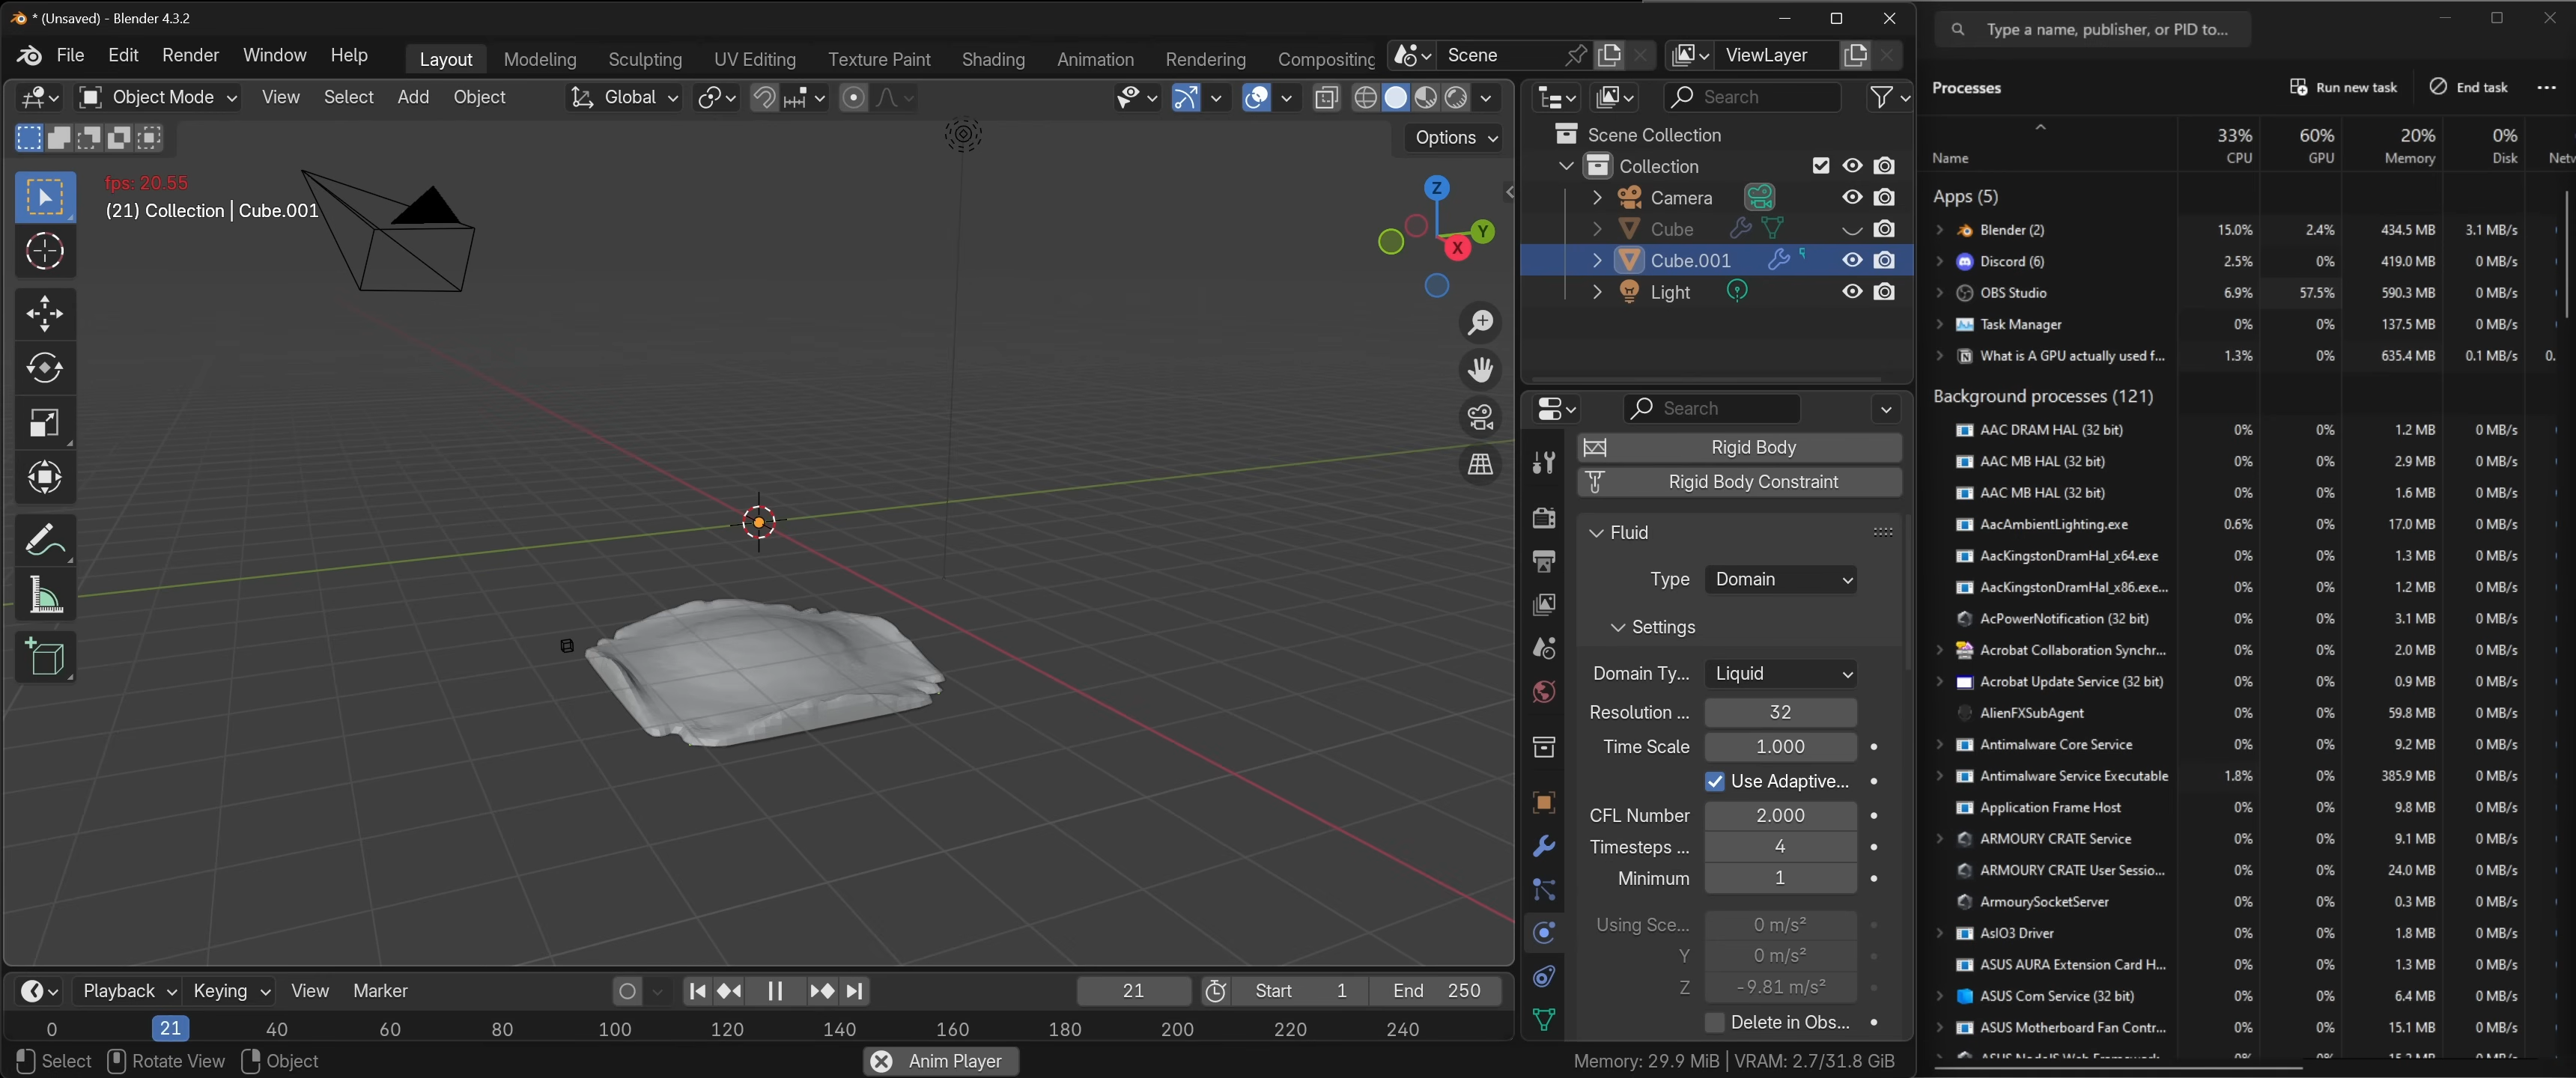 * (Unsaved) - Blender 4.3.2
File Edit Render Window Help
Layout Modeling Sculpting UV Editing Texture Paint Shading Animation Rendering Compositing
Scene
ViewLayer
Object Mode View Select Add Object
Global
Options
fps: 20.55
(21) Collection | Cube.001
Z
Y
X
Search
Scene Collection
Collection
Camera
Cube
Cube.001
Light
Search
Rigid Body
Rigid Body Constraint
Fluid
Type Domain
Settings
Domain Ty... Liquid
Resolution ... 32
Time Scale 1.000
Use Adaptive...
CFL Number 2.000
Timesteps ... 4
Minimum 1
Using Sce... 0 m/s²
Y 0 m/s²
Z -9.81 m/s²
Delete in Obs...
Playback Keying View Marker
21
Start 1
End 250
0 21 40 60 80 100 120 140 160 180 200 220 240
Select Rotate View Object
Anim Player
Memory: 29.9 MiB | VRAM: 2.7/31.8 GiB
Type a name, publisher, or PID to...
Processes
Run new task
End task
33% 60% 20% 0%
Name CPU GPU Memory Disk Netw
Apps (5)
Blender (2) 15.0% 2.4% 434.5 MB 3.1 MB/s
Discord (6) 2.5% 0% 419.0 MB 0 MB/s
OBS Studio 6.9% 57.5% 590.3 MB 0 MB/s
Task Manager 0% 0% 137.5 MB 0 MB/s
What is A GPU actually used f... 1.3% 0% 635.4 MB 0.1 MB/s 0.
Background processes (121)
AAC DRAM HAL (32 bit) 0% 0% 1.2 MB 0 MB/s
AAC MB HAL (32 bit) 0% 0% 2.9 MB 0 MB/s
AAC MB HAL (32 bit) 0% 0% 1.6 MB 0 MB/s
AacAmbientLighting.exe 0.6% 0% 17.0 MB 0 MB/s
AacKingstonDramHal_x64.exe 0% 0% 1.3 MB 0 MB/s
AacKingstonDramHal_x86.exe... 0% 0% 1.2 MB 0 MB/s
AcPowerNotification (32 bit) 0% 0% 3.1 MB 0 MB/s
Acrobat Collaboration Synchr... 0% 0% 2.0 MB 0 MB/s
Acrobat Update Service (32 bit) 0% 0% 0.9 MB 0 MB/s
AlienFXSubAgent 0% 0% 59.8 MB 0 MB/s
Antimalware Core Service 0% 0% 9.2 MB 0 MB/s
Antimalware Service Executable 1.8% 0% 385.9 MB 0 MB/s
Application Frame Host 0% 0% 9.8 MB 0 MB/s
ARMOURY CRATE Service 0% 0% 9.1 MB 0 MB/s
ARMOURY CRATE User Sessio... 0% 0% 24.0 MB 0 MB/s
ArmourySocketServer 0% 0% 0.3 MB 0 MB/s
AsIO3 Driver 0% 0% 1.8 MB 0 MB/s
ASUS AURA Extension Card H... 0% 0% 1.3 MB 0 MB/s
ASUS Com Service (32 bit) 0% 0% 6.4 MB 0 MB/s
ASUS Motherboard Fan Contr... 0% 0% 15.1 MB 0 MB/s